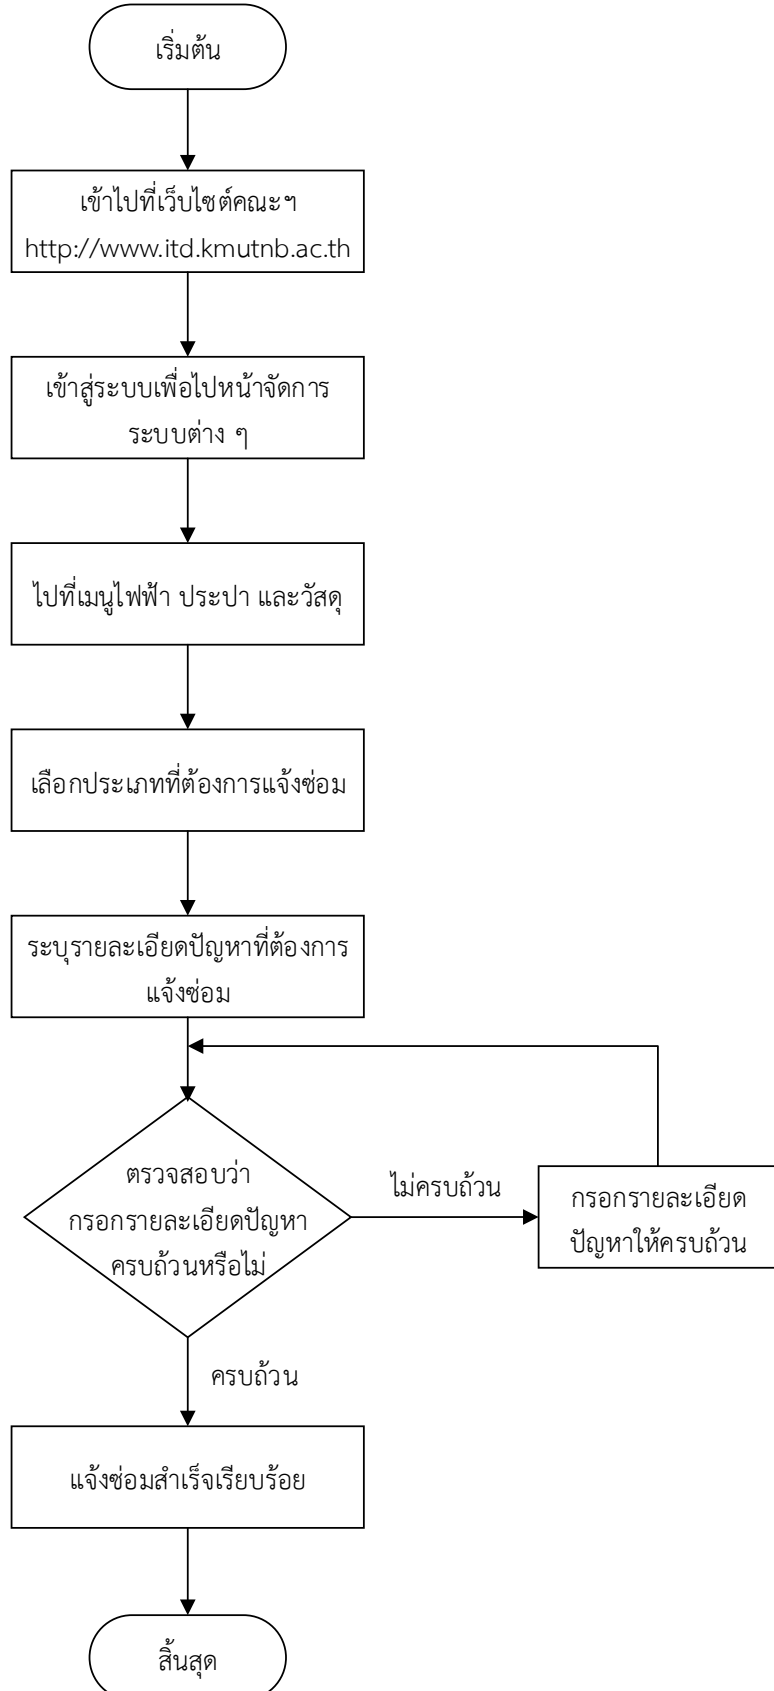 เริ่มต้น
เข้าไปที่เว็บไซต์คณะฯ
http://www.itd.kmutnb.ac.th
เข้าสู่ระบบเพื่อไปหน้าจัดการ
ระบบต่าง ๆ
ไปที่เมนูไฟฟ้า ประปา และวัสดุ
เลือกประเภทที่ต้องการแจ้งซ่อม
ระบุรายละเอียดปัญหาที่ต้องการ
แจ้งซ่อม
ตรวจสอบว่า
กรอกรายละเอียดปัญหา
ครบถ้วนหรือไม่
ไม่ครบถ้วน
กรอกรายละเอียด
ปัญหาให้ครบถ้วน
ครบถ้วน
แจ้งซ่อมสำเร็จเรียบร้อย
สิ้นสุด